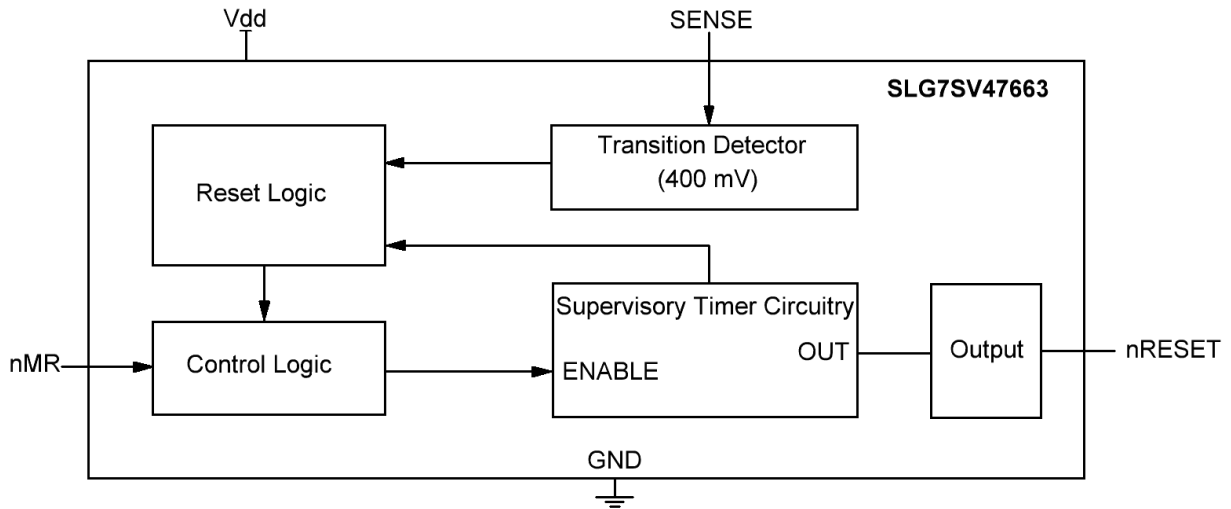 Vdd
SENSE
SLG7SV47663
Transition Detector
(400 mV)
Reset Logic
Supervisory Timer Circuitry
nMR
Control Logic
ENABLE
OUT
Output
nRESET
GND